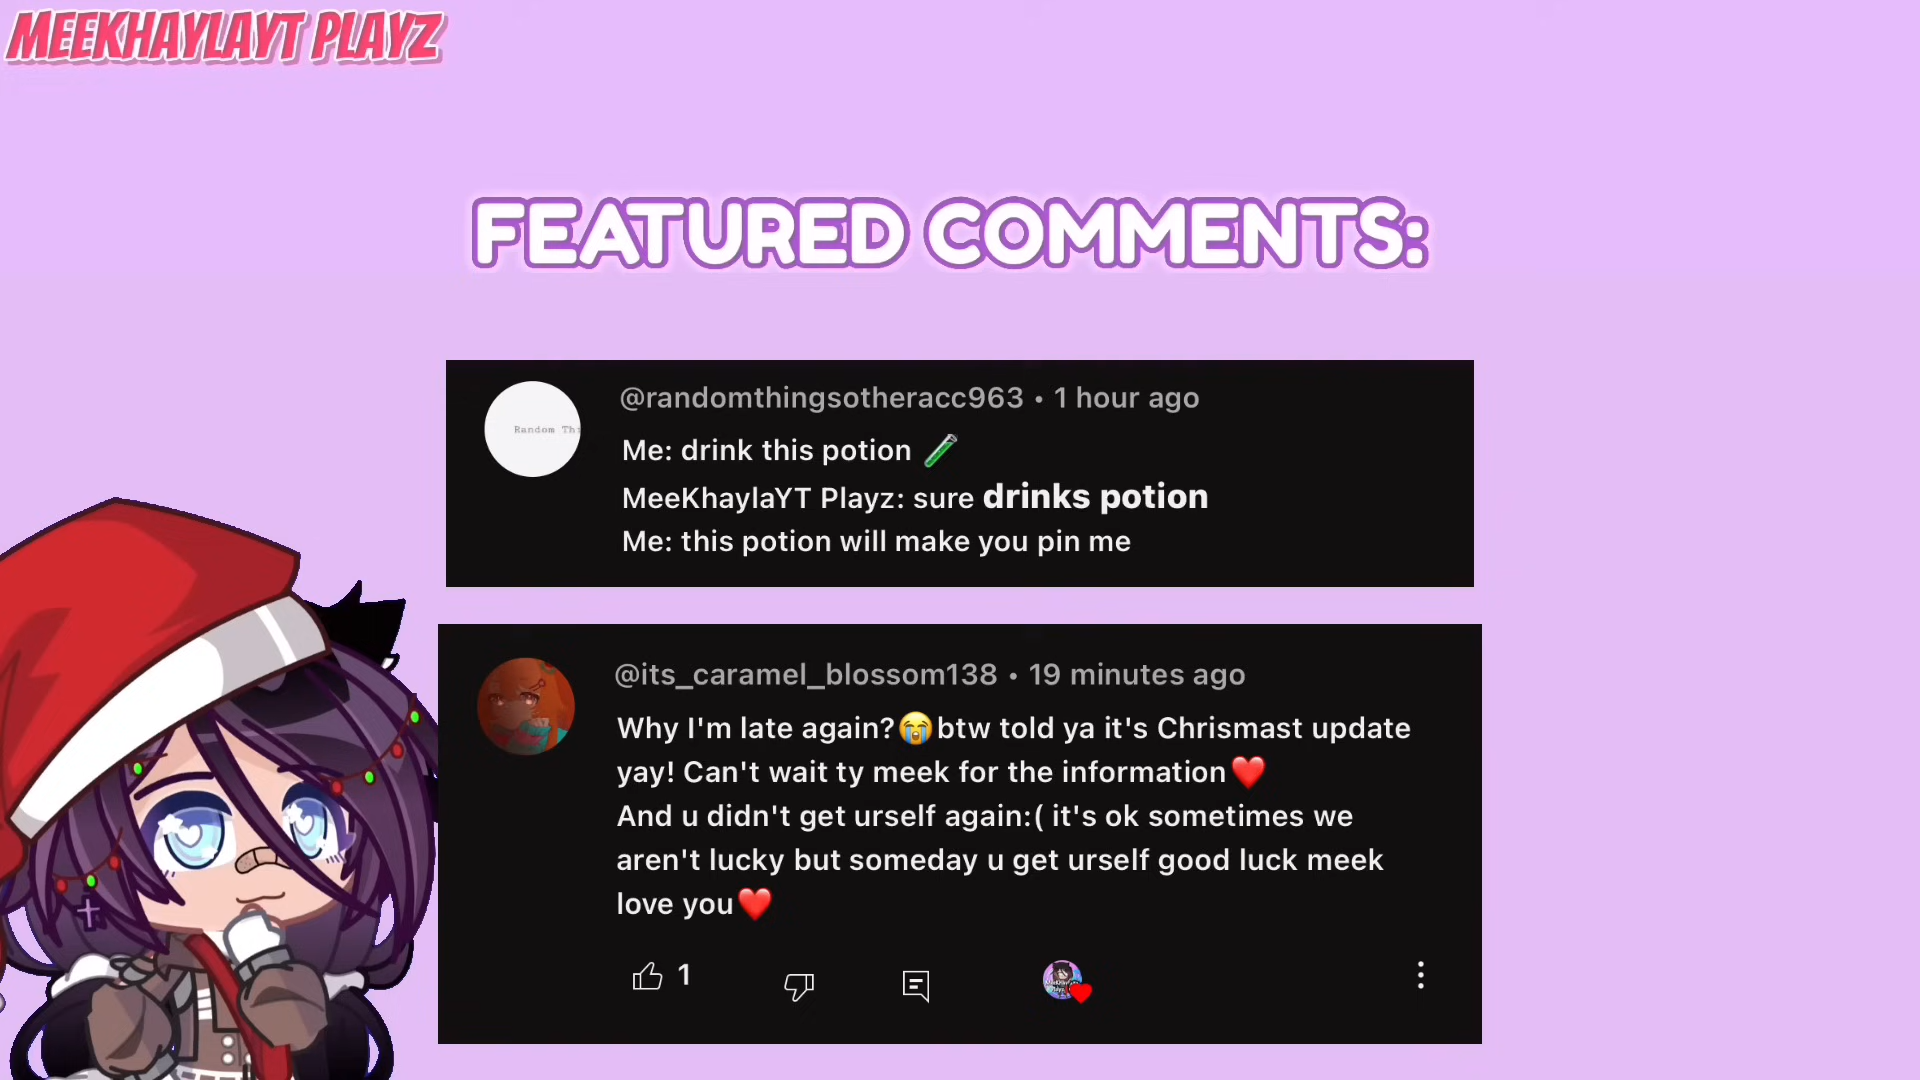 MEEKHAYLAYT PLAYZ
FEATURED COMMENTS:
@randomthingsotheracc963 • 1 hour ago
Random Thi
Me: drink this potion 🧪
MeeKhaylaYT Playz: sure drinks potion
Me: this potion will make you pin me
@its_caramel_blossom138 • 19 minutes ago
Why I'm late again?😭btw told ya it's Chrismast update
yay! Can't wait ty meek for the information❤️
And u didn't get urself again:( it's ok sometimes we
aren't lucky but someday u get urself good luck meek
love you❤️
1